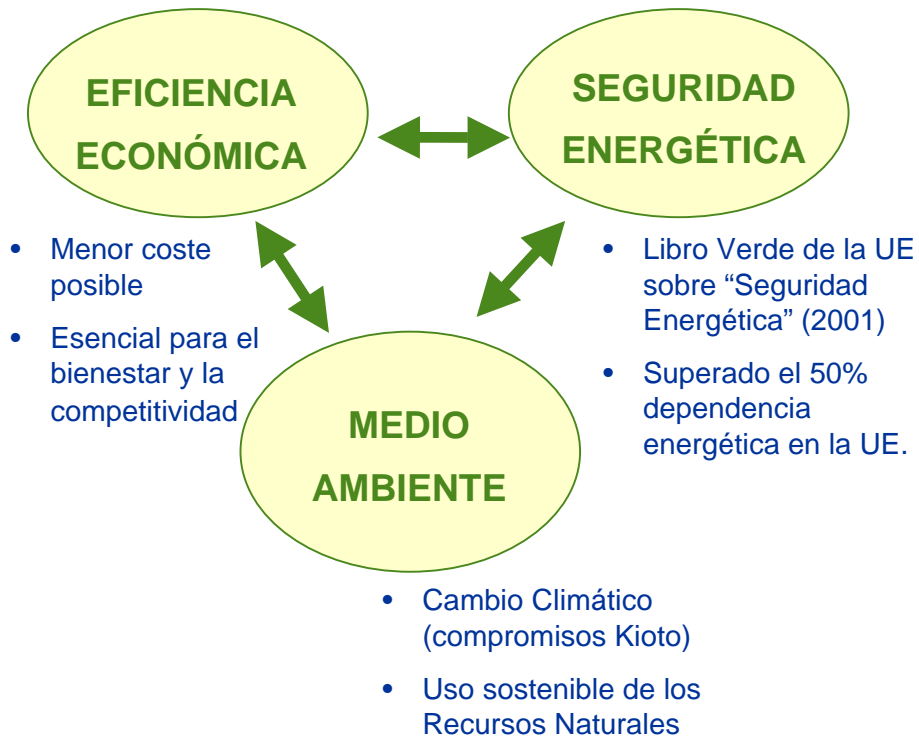 EFICIENCIA
ECONÓMICA
SEGURIDAD
ENERGÉTICA
• Menor coste
posible
• Esencial para el
bienestar y la
competitividad
• Libro Verde de la UE
sobre “Seguridad
Energética” (2001)
• Superado el 50%
dependencia
energética en la UE.
MEDIO
AMBIENTE
• Cambio Climático
(compromisos Kioto)
• Uso sostenible de los
Recursos Naturales